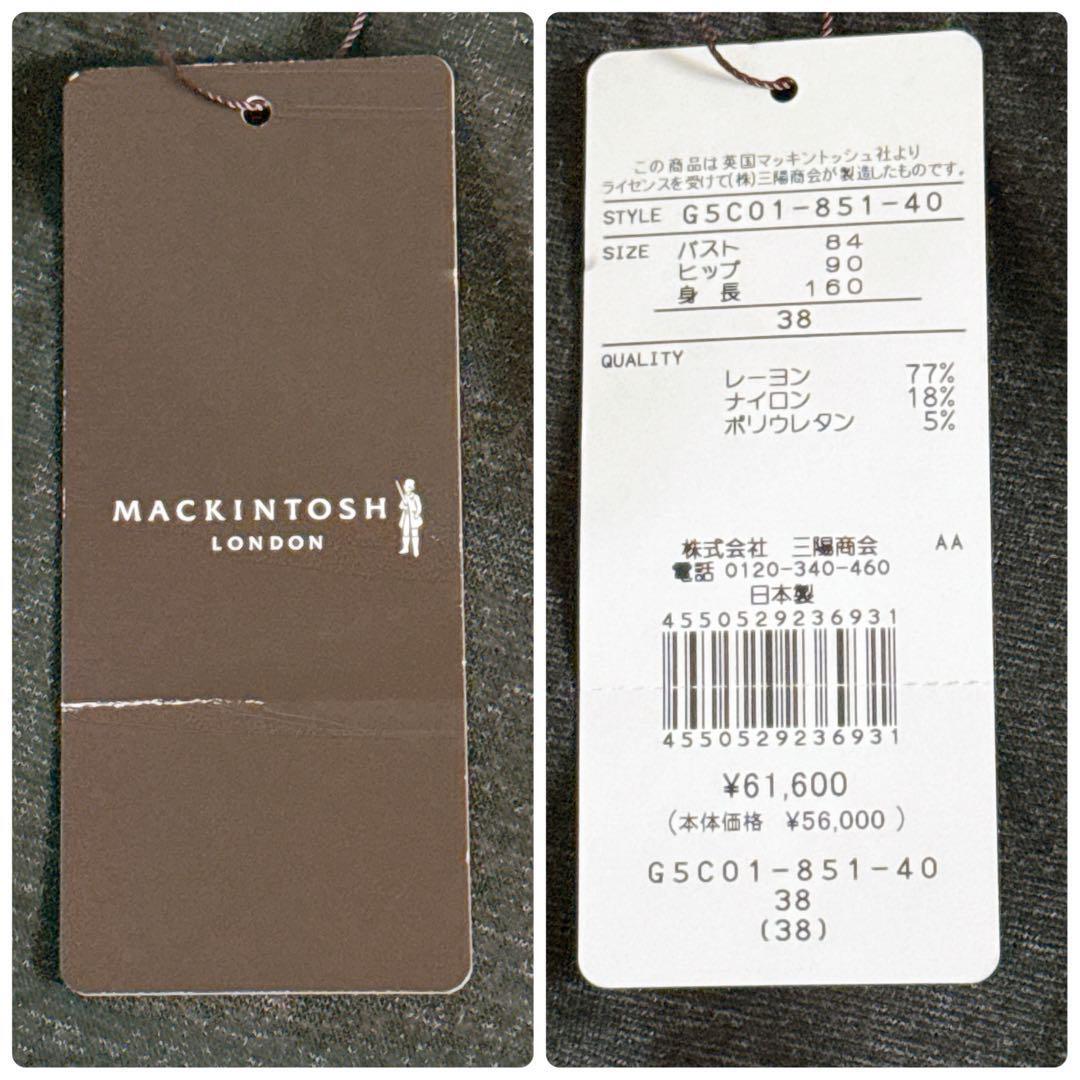 MACKINTOSH
LONDON
この商品は英国マッキントッシュ社より
ライセンスを受けて(株)三陽商会が製造したものです。
STYLE G5C01-851-40
SIZE バスト 84
ヒップ 90
身長 160
38
QUALITY
レーヨン 77%
ナイロン 18%
ポリウレタン 5%
株式会社 三陽商会 AA
電話 0120-340-460
日本製
4550529236931
4550529236931
¥61,600
(本体価格 ¥56,000)
G5C01-851-40
38
(38)